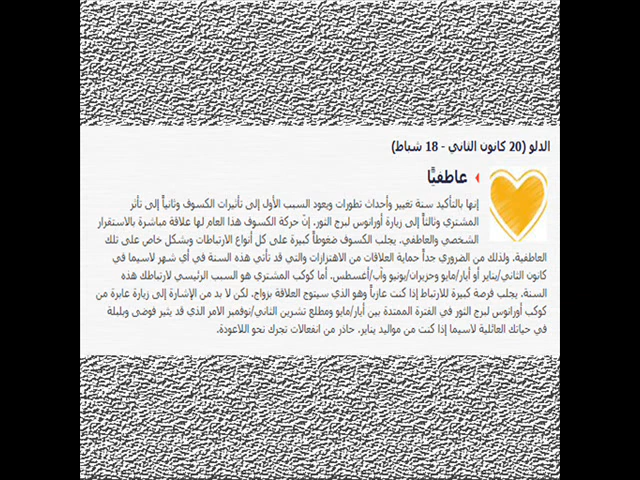 الدلو (20 كانون الثاني - 18 شباط)
عاطفيًّا
إنها بالتأكيد سنة تغيير وأحداث تطورات ويعود السبب الأول إلى تأثيرات الكسوف وثانياً إلى تأثر
المشتري وثالثاً إلى زيارة أورانوس لبرج الثور. إنّ حركة الكسوف هذا العام لها علاقة مباشرة بالاستقرار
الشخصي والعاطفي. يجلب الكسوف ضغوطاً كبيرة على كل أنواع الارتباطات وبشكل خاص على تلك
العاطفية. ولذلك من الضروري جداً حماية العلاقات من الاهتزازات والتي قد تأتي هذه السنة في أي شهر لاسيما في
كانون الثاني/يناير أو أيار/مايو وحزيران/يونيو وآب/أغسطس. أما كوكب المشتري هو السبب الرئيسي لارتباطك هذه
السنة. يجلب فرصة كبيرة للارتباط إذا كنت عازباً وهو الذي سيتوج العلاقة بزواج. لكن لا بد من الإشارة إلى زيارة عابرة من
كوكب أورانوس لبرج الثور في الفترة الممتدة بين أيار/مايو ومطلع تشرين الثاني/نوفمبر الامر الذي قد يثير فوضى وبلبلة
في حياتك العائلية لاسيما إذا كنت من مواليد يناير. حاذر من انفعالات تجرك نحو اللاعودة.